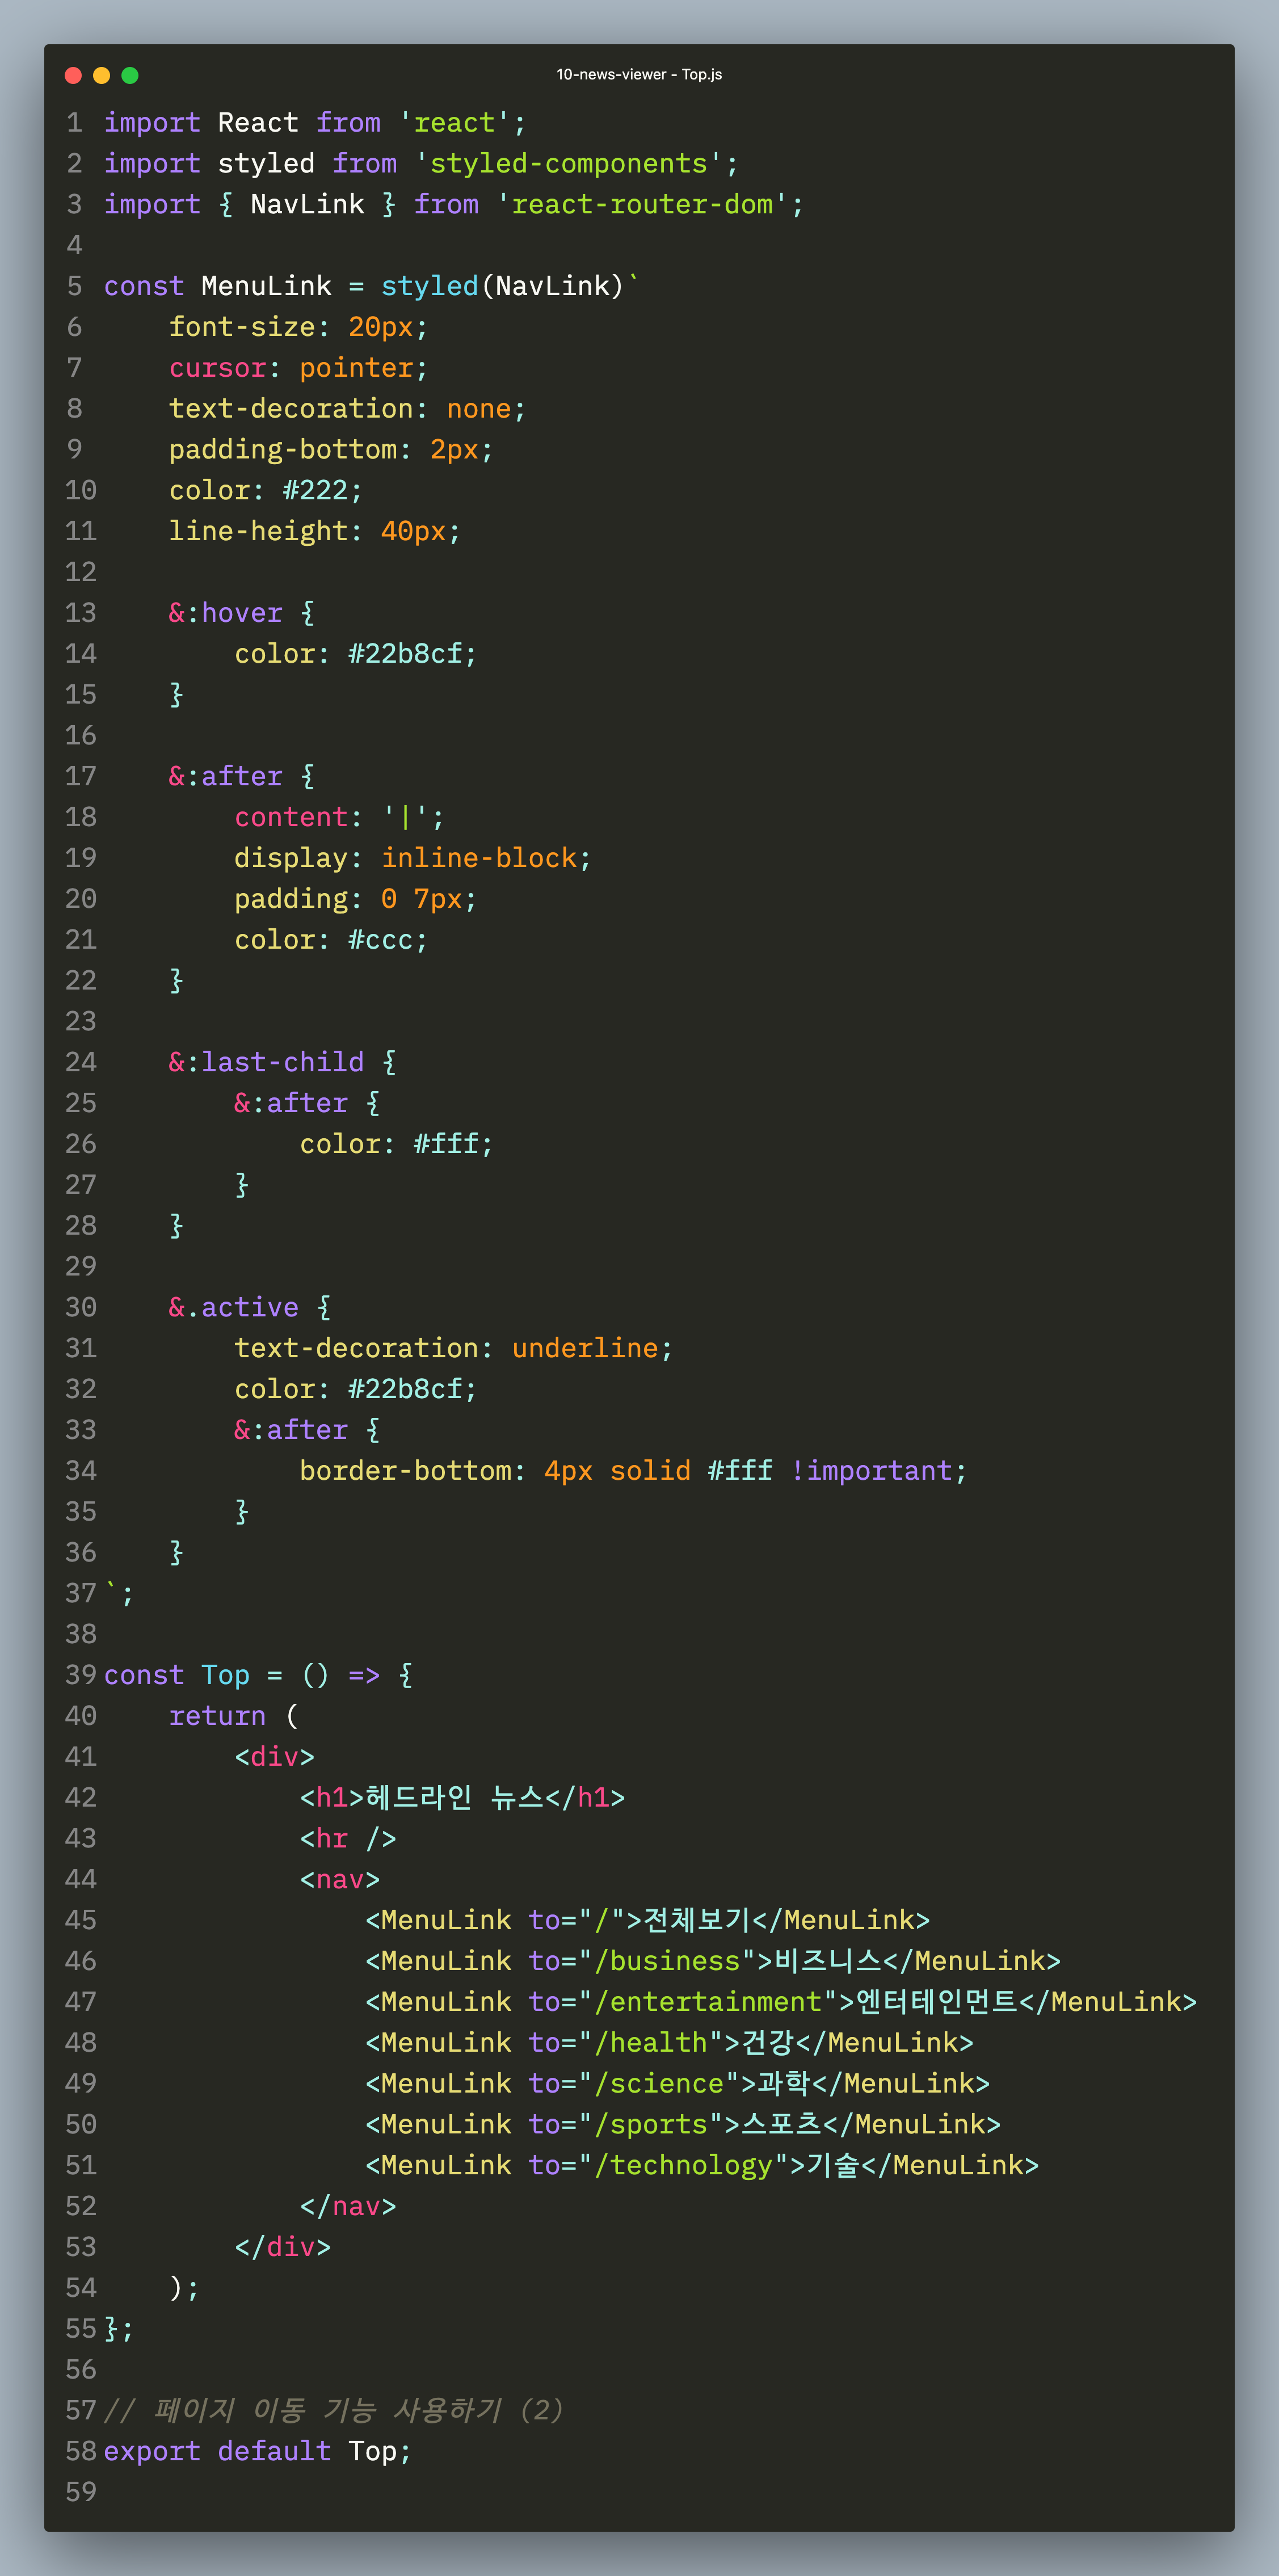 10-news-viewer - Top.js
1 import React from 'react';
2 import styled from 'styled-components';
3 import { NavLink } from 'react-router-dom';
4
5 const MenuLink = styled(NavLink)`
6     font-size: 20px;
7     cursor: pointer;
8     text-decoration: none;
9     padding-bottom: 2px;
10     color: #222;
11     line-height: 40px;
12
13     &:hover {
14         color: #22b8cf;
15     }
16
17     &:after {
18         content: '|';
19         display: inline-block;
20         padding: 0 7px;
21         color: #ccc;
22     }
23
24     &:last-child {
25         &:after {
26             color: #fff;
27         }
28     }
29
30     &.active {
31         text-decoration: underline;
32         color: #22b8cf;
33         &:after {
34             border-bottom: 4px solid #fff !important;
35         }
36     }
37 `;
38
39 const Top = () => {
40     return (
41         <div>
42             <h1>헤드라인 뉴스</h1>
43             <hr />
44             <nav>
45                 <MenuLink to="/">전체보기</MenuLink>
46                 <MenuLink to="/business">비즈니스</MenuLink>
47                 <MenuLink to="/entertainment">엔터테인먼트</MenuLink>
48                 <MenuLink to="/health">건강</MenuLink>
49                 <MenuLink to="/science">과학</MenuLink>
50                 <MenuLink to="/sports">스포츠</MenuLink>
51                 <MenuLink to="/technology">기술</MenuLink>
52             </nav>
53         </div>
54     );
55 };
56
57 // 페이지 이동 기능 사용하기 (2)
58 export default Top;
59